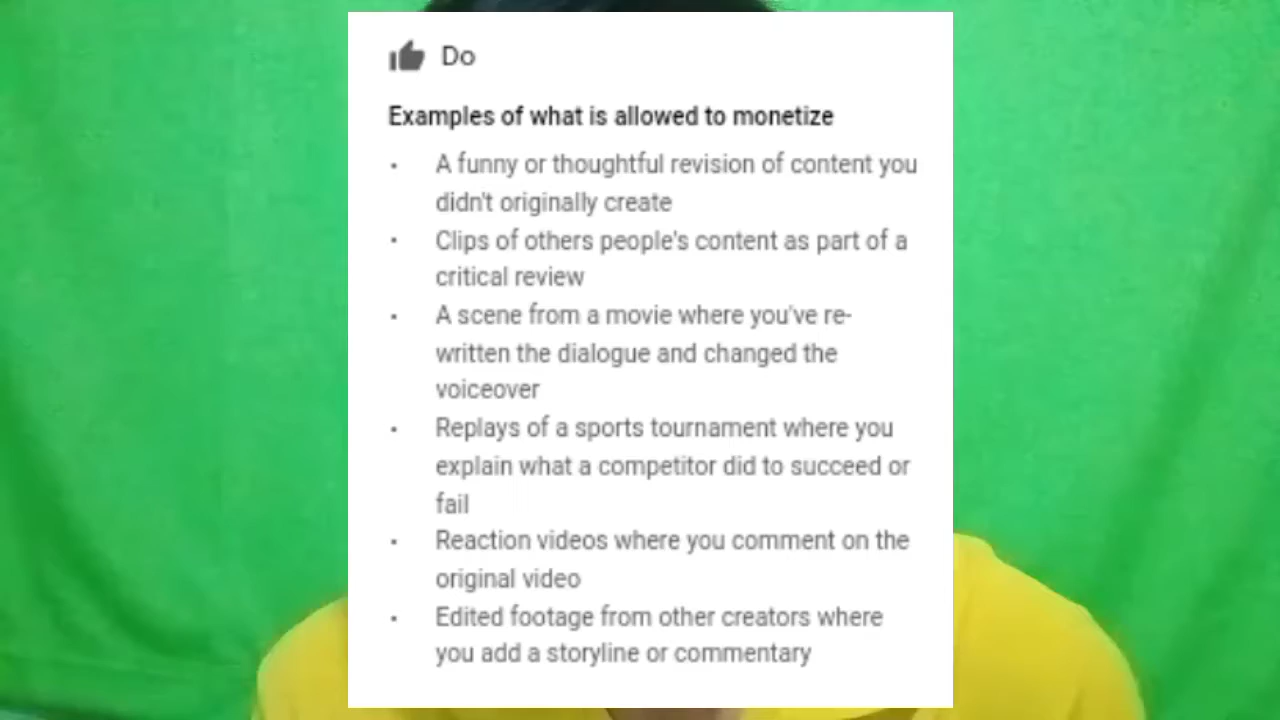 Do
Examples of what is allowed to monetize
· A funny or thoughtful revision of content you
didn't originally create
· Clips of others people's content as part of a
critical review
· A scene from a movie where you've re-
written the dialogue and changed the
voiceover
· Replays of a sports tournament where you
explain what a competitor did to succeed or
fail
· Reaction videos where you comment on the
original video
· Edited footage from other creators where
you add a storyline or commentary